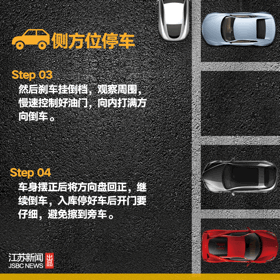 侧方位停车
Step 03
然后刹车挂倒档，观察周围，
慢速控制好油门，向内打满方
向倒车。
Step 04
车身摆正后将方向盘回正，继
续倒车，入库停好车后开门要
仔细，避免擦到旁车。
江苏新闻
JSBC NEWS
出品